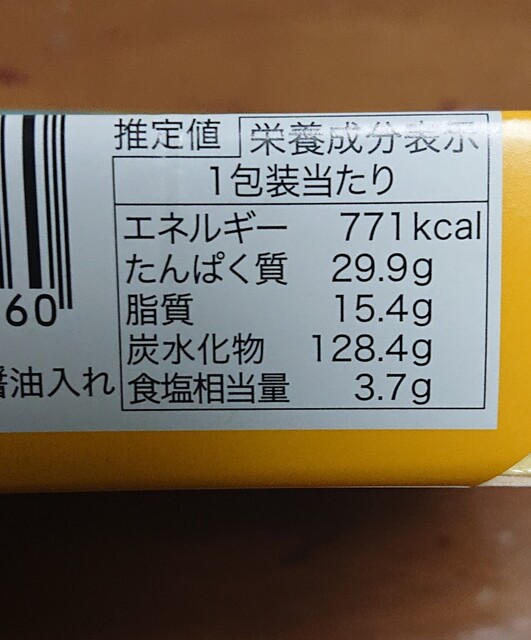 推定値 栄養成分表示
1包装当たり
エネルギー 771kcal
たんぱく質 29.9g
脂質 15.4g
炭水化物 128.4g
食塩相当量 3.7g
60
醤油入れ